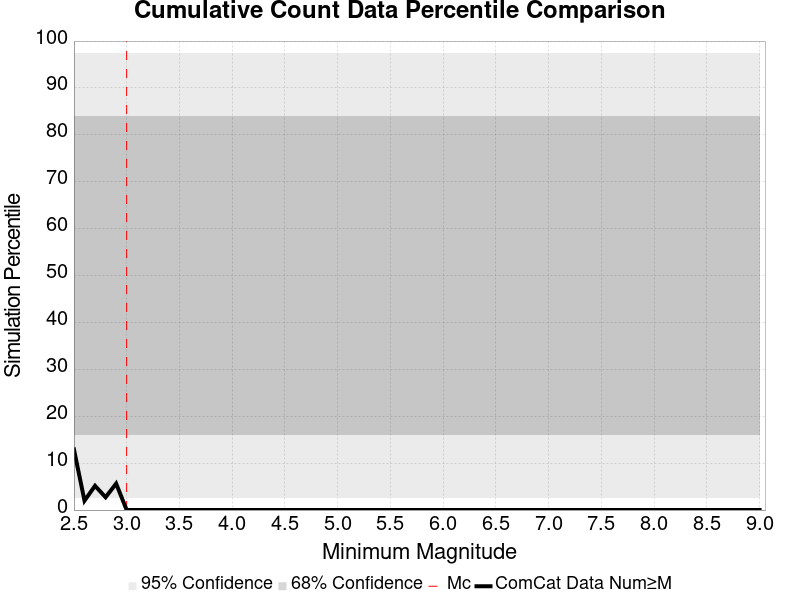 Cumulative Count Data Percentile Comparison
Simulation Percentile
100
90
80
70
60
50
40
30
20
10
0
2.5 3.0 3.5 4.0 4.5 5.0 5.5 6.0 6.5 7.0 7.5 8.0 8.5 9.0
Minimum Magnitude
95% Confidence 68% Confidence Mc ComCat Data Num≥M